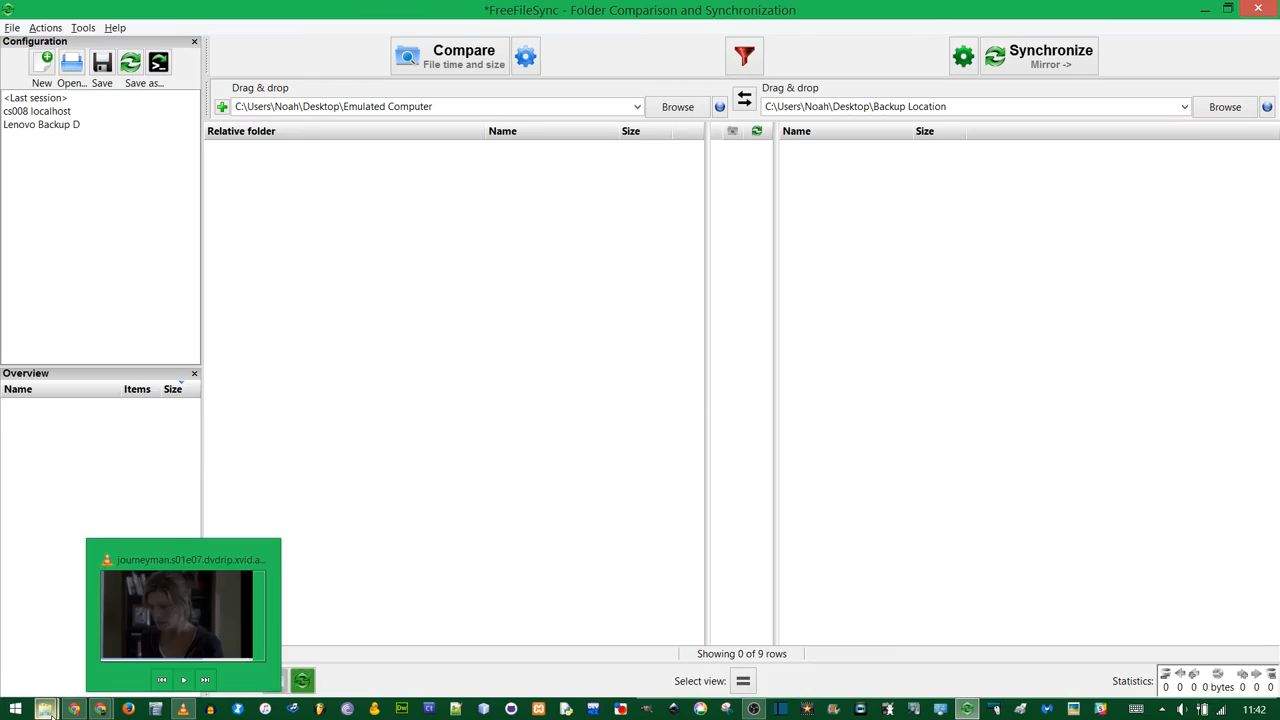 *FreeFileSync - Folder Comparison and Synchronization
File Actions Tools Help
Configuration
New Open... Save Save as...
<Last session>
cs008 localhost
Lenovo Backup D
Overview
Name Items Size
Compare
File time and size
Synchronize
Mirror ->
Drag & drop
C:\Users\Noah\Desktop\Emulated Computer
Browse
Drag & drop
C:\Users\Noah\Desktop\Backup Location
Browse
Relative folder Name Size
Name Size
journeyman.s01e07.dvdrip.xvid.a...
Showing 0 of 9 rows
Select view:
Statistics:
0 0 0 0 bytes 0 0 0
11:42